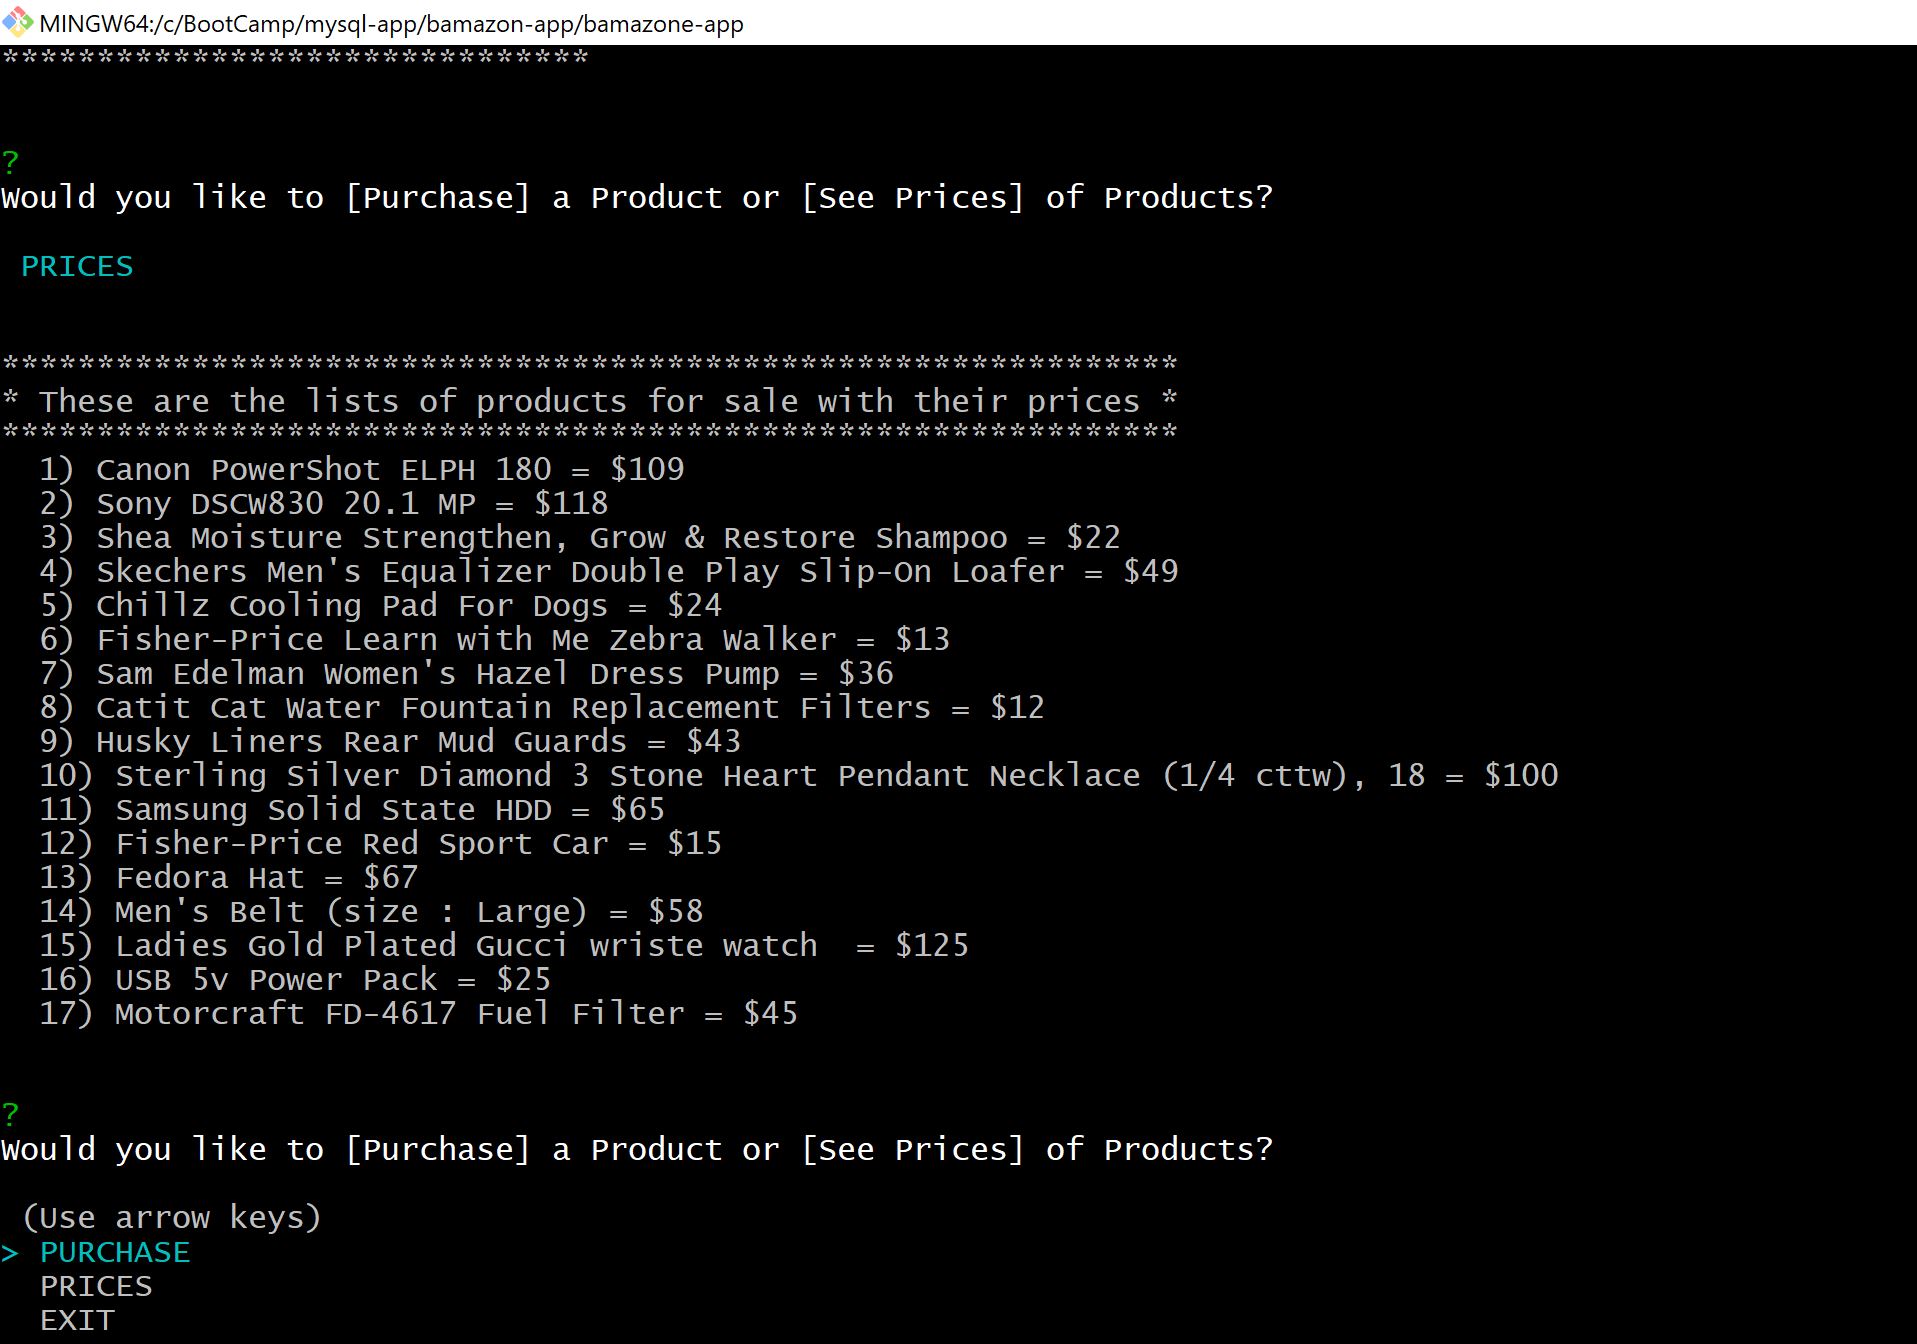 MINGW64:/c/BootCamp/mysql-app/bamazon-app/bamazone-app
*******************************
?
Would you like to [Purchase] a Product or [See Prices] of Products?
PRICES
**************************************************************
* These are the lists of products for sale with their prices *
**************************************************************
1) Canon PowerShot ELPH 180 = $109
2) Sony DSCW830 20.1 MP = $118
3) Shea Moisture Strengthen, Grow & Restore Shampoo = $22
4) Skechers Men's Equalizer Double Play Slip-On Loafer = $49
5) Chillz Cooling Pad For Dogs = $24
6) Fisher-Price Learn with Me Zebra Walker = $13
7) Sam Edelman Women's Hazel Dress Pump = $36
8) Catit Cat Water Fountain Replacement Filters = $12
9) Husky Liners Rear Mud Guards = $43
10) Sterling Silver Diamond 3 Stone Heart Pendant Necklace (1/4 cttw), 18 = $100
11) Samsung Solid State HDD = $65
12) Fisher-Price Red Sport Car = $15
13) Fedora Hat = $67
14) Men's Belt (size : Large) = $58
15) Ladies Gold Plated Gucci wriste watch  = $125
16) USB 5v Power Pack = $25
17) Motorcraft FD-4617 Fuel Filter = $45
?
Would you like to [Purchase] a Product or [See Prices] of Products?
(Use arrow keys)
> PURCHASE
PRICES
EXIT